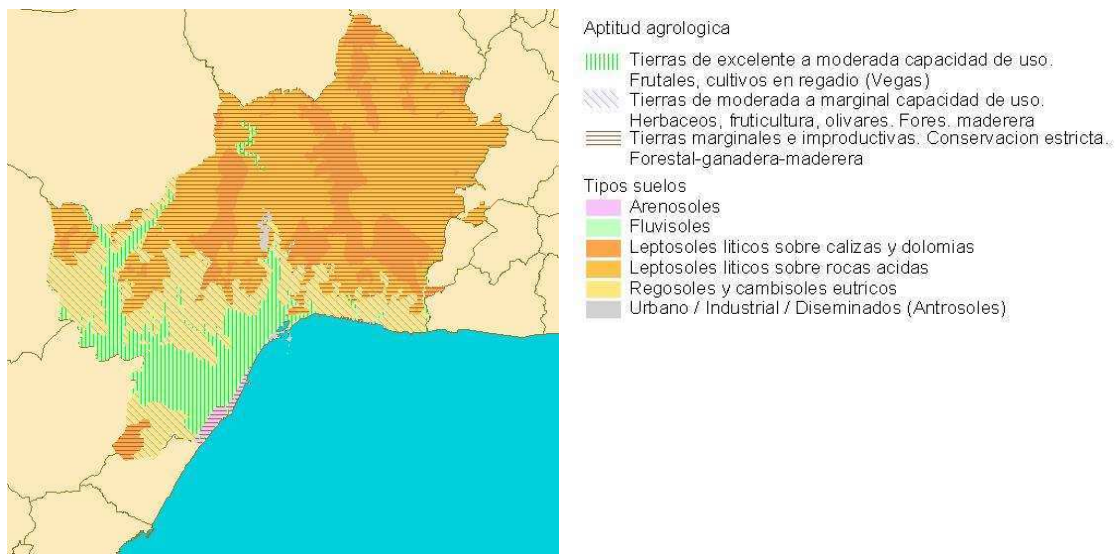 Aptitud agrologica
Tierras de excelente a moderada capacidad de uso.
Frutales, cultivos en regadio (Vegas)
Tierras de moderada a marginal capacidad de uso.
Herbaceos, fruticultura, olivares. Fores. maderera
Tierras marginales e improductivas. Conservacion estricta.
Forestal-ganadera-maderera
Tipos suelos
Arenosoles
Fluvisoles
Leptosoles liticos sobre calizas y dolomias
Leptosoles liticos sobre rocas acidas
Regosoles y cambisoles eutricos
Urbano / Industrial / Diseminados (Antrosoles)